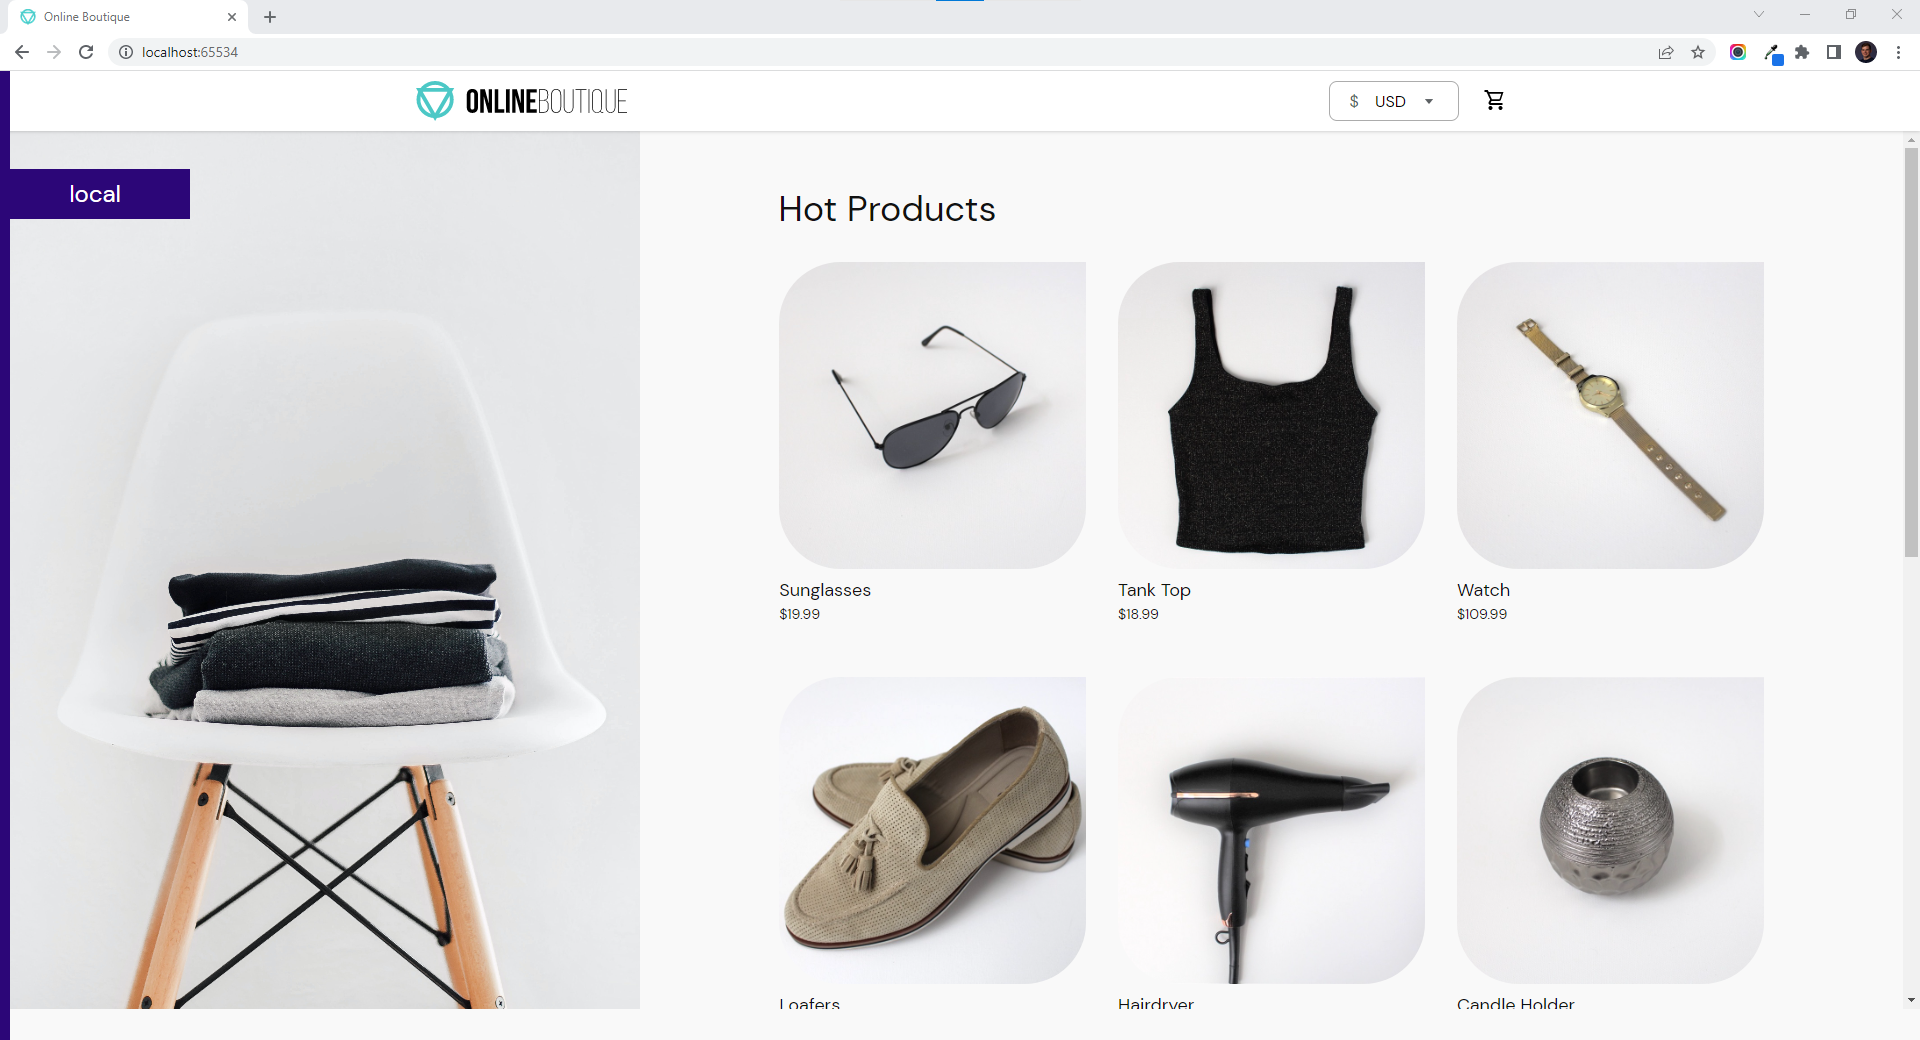 Online Boutique
localhost:65534
ONLINEBOUTIQUE
$ USD
local
Hot Products
Sunglasses
$19.99
Tank Top
$18.99
Watch
$109.99
Loafers
Hairdryer
Candle Holder